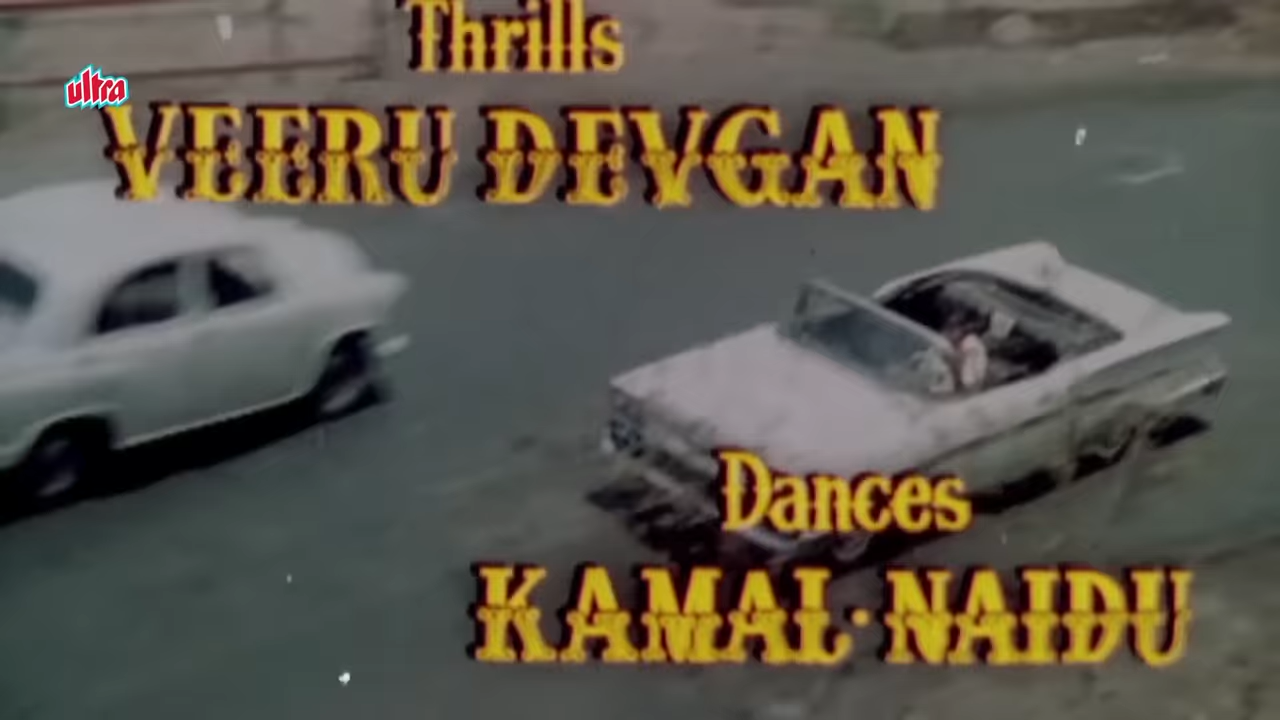 Thrills
ultra
VEERU DEVGAN
Dances
KAMAL·NAIDU